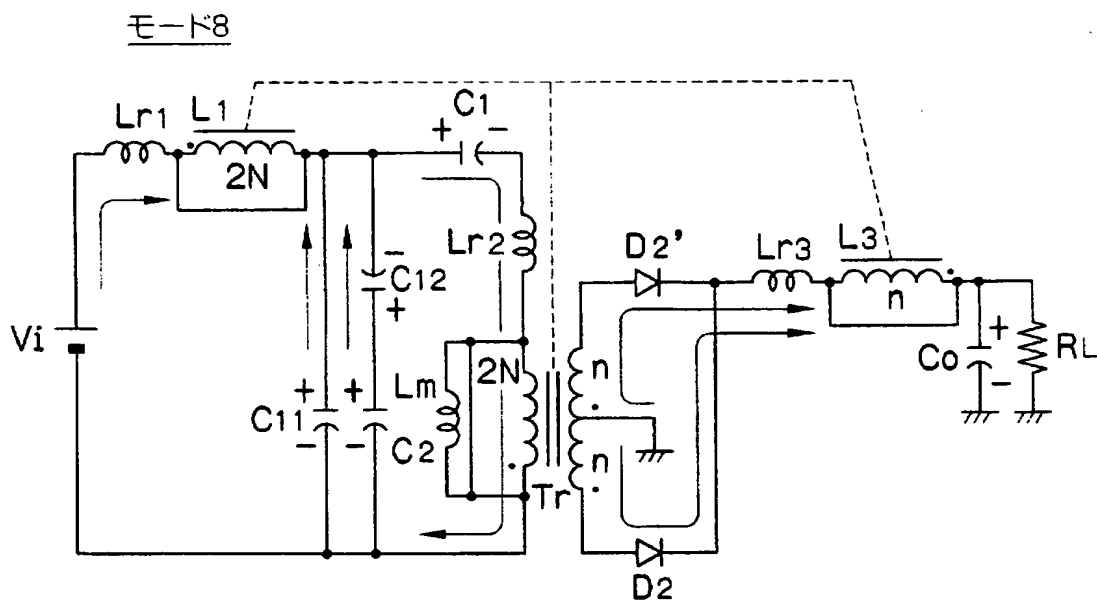 モード8
Lr1
L1
2N
C1
+
-
Lr2
-
C12
+
Vi
+
C11
-
+
C2
-
Lm
2N
Tr
n
n
D2'
D2
Lr3
L3
n
Co
+
-
RL